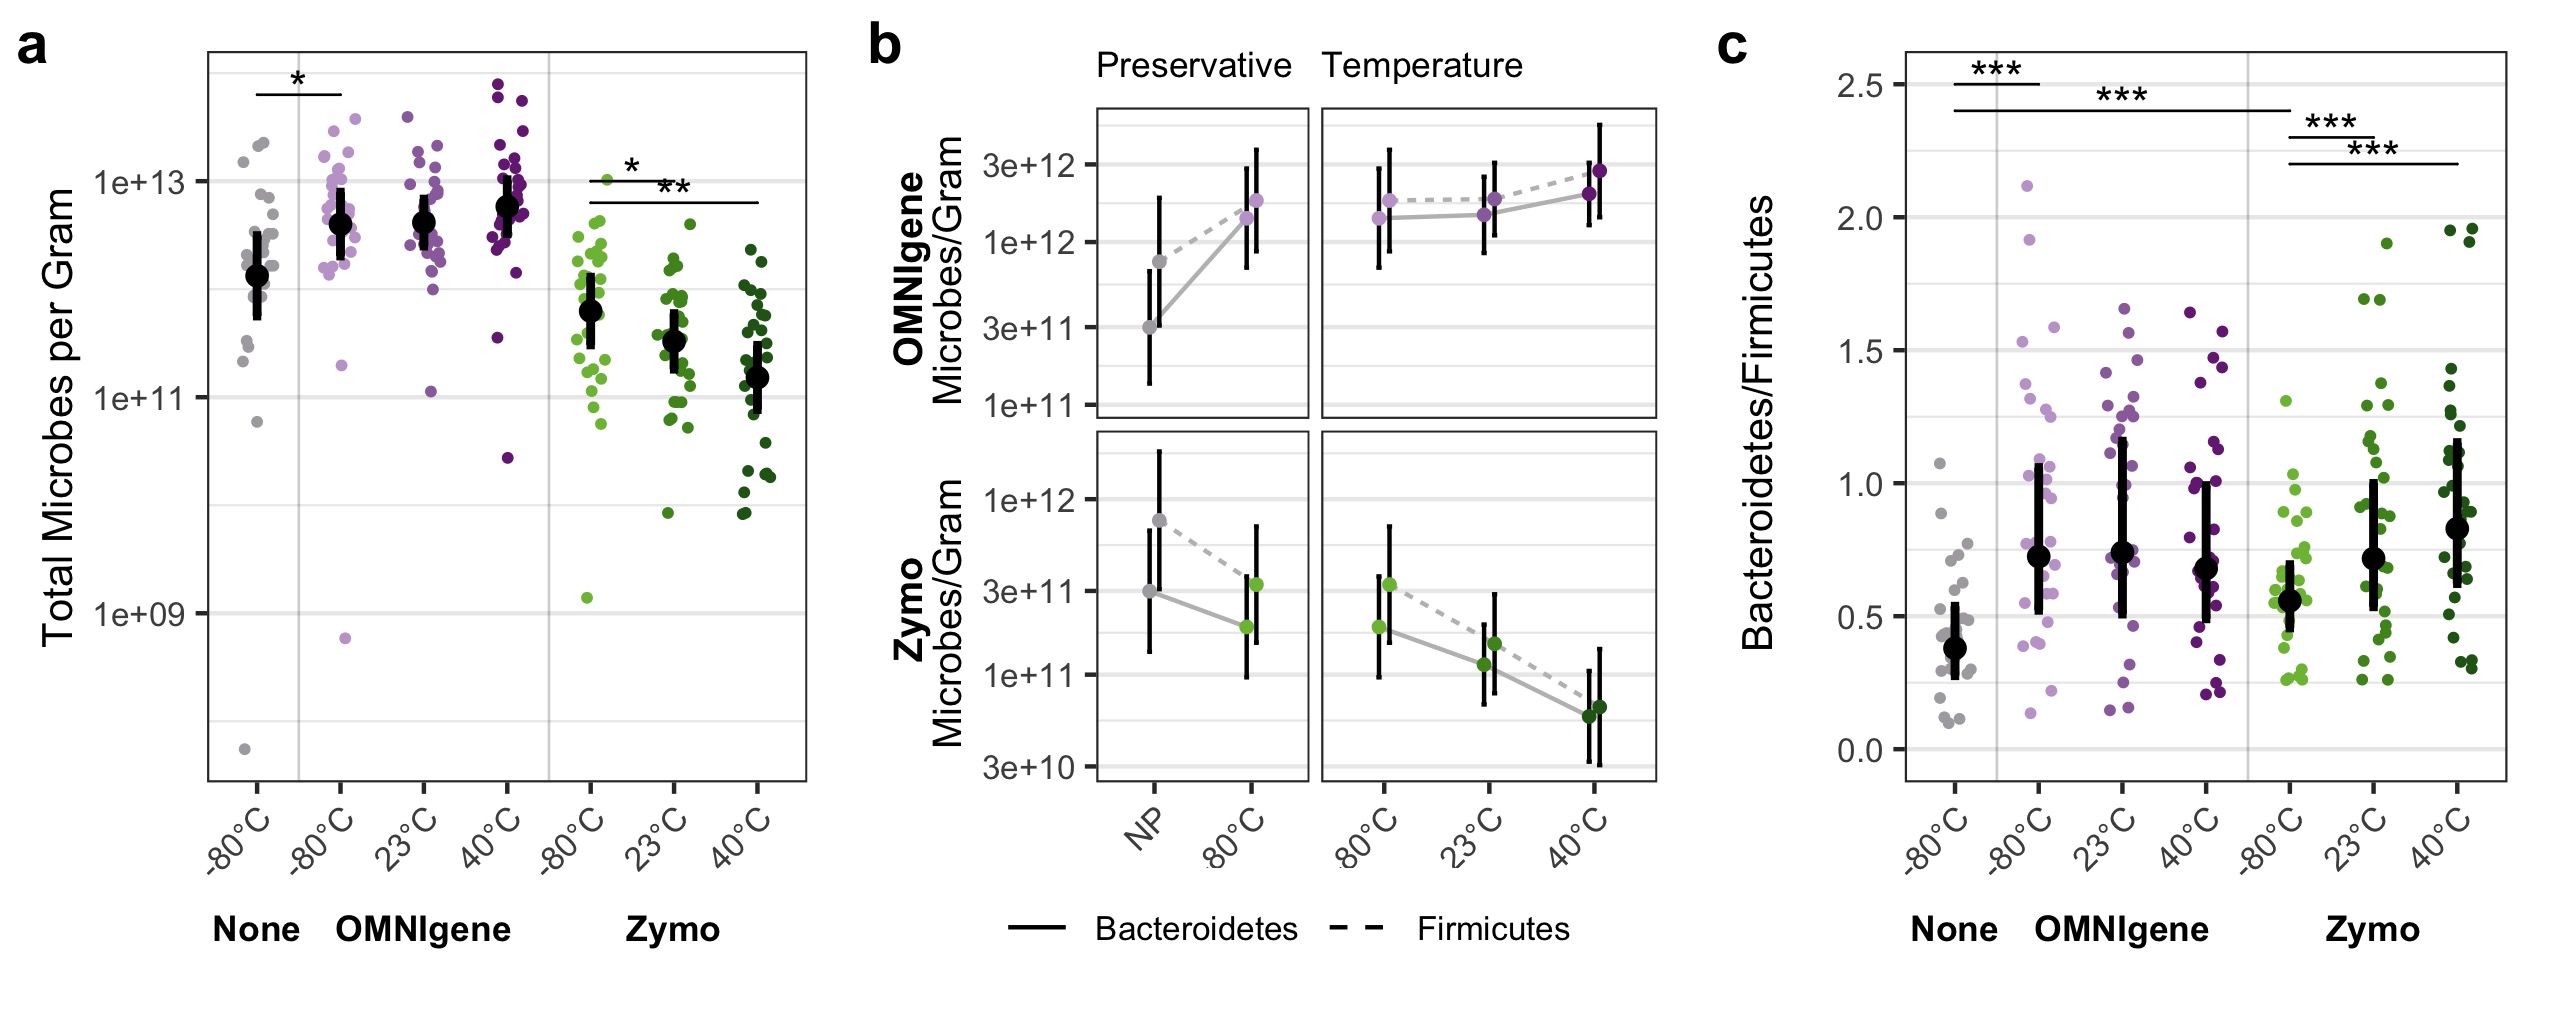 a
Total Microbes per Gram
1e+13
1e+11
1e+09
*
*
**
-80°C
-80°C
23°C
40°C
-80°C
23°C
40°C
None
OMNIgene
Zymo
b
Preservative
Temperature
OMNIgene
Microbes/Gram
3e+12
1e+12
3e+11
1e+11
Zymo
Microbes/Gram
1e+12
3e+11
1e+11
3e+10
NP
80°C
80°C
23°C
40°C
Bacteroidetes
Firmicutes
c
Bacteroidetes/Firmicutes
2.5
2.0
1.5
1.0
0.5
0.0
***
***
***
***
-80°C
-80°C
23°C
40°C
-80°C
23°C
40°C
None
OMNIgene
Zymo